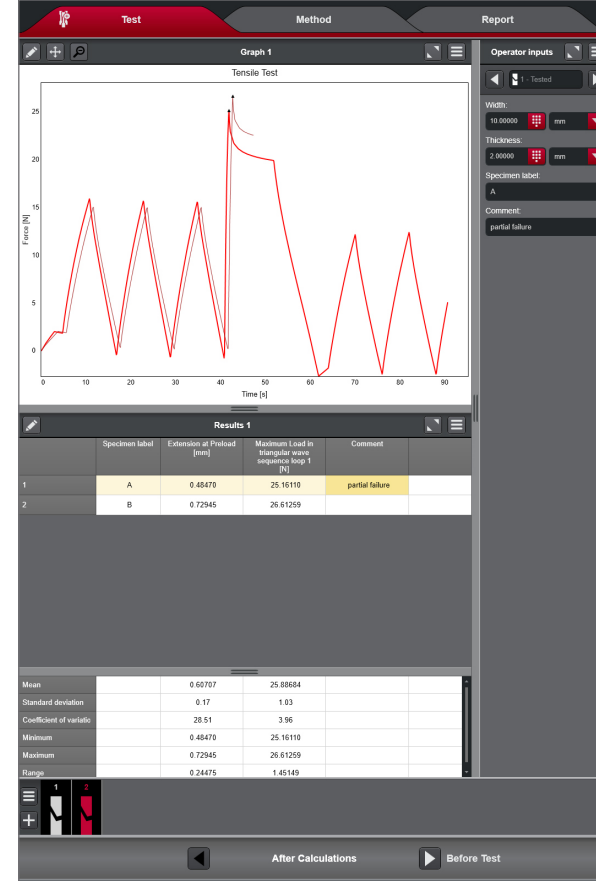 Test
Method
Report
Graph 1
Operator inputs
Tensile Test
Force [N]
25
20
15
10
5
0
0 10 20 30 40 50 60 70 80 90
Time [s]
1 - Tested
Width:
10.00000 mm
Thickness:
2.00000 mm
Specimen label:
A
Comment:
partial failure
Results 1
Specimen label
Extension at Preload
[mm]
Maximum Load in
triangular wave
sequence loop 1
[N]
Comment
1 A 0.48470 25.16110 partial failure
2 B 0.72945 26.61259
Mean 0.60707 25.88684
Standard deviation 0.17 1.03
Coefficient of variatic 28.51 3.96
Minimum 0.48470 25.16110
Maximum 0.72945 26.61259
Range 0.24475 1.45149
1 2
After Calculations
Before Test